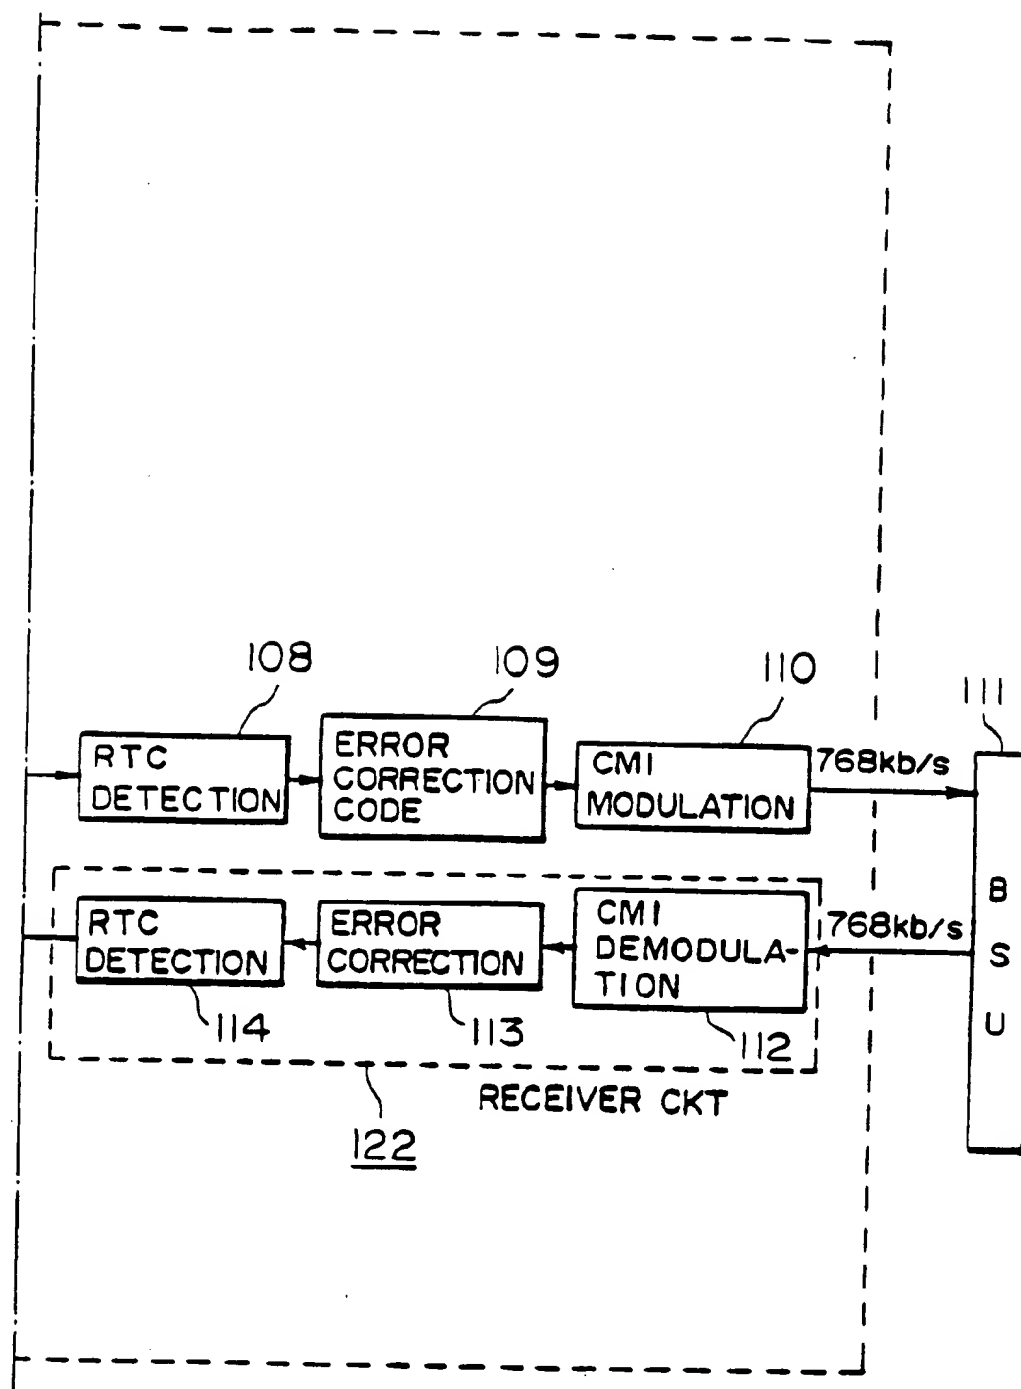 108
109
110
111
RTC
DETECTION
ERROR
CORRECTION
CODE
CMI
MODULATION
768kb/s
RTC
DETECTION
ERROR
CORRECTION
CMI
DEMODULA-
TION
768kb/s
B
S
U
114
113
112
RECEIVER CKT
122